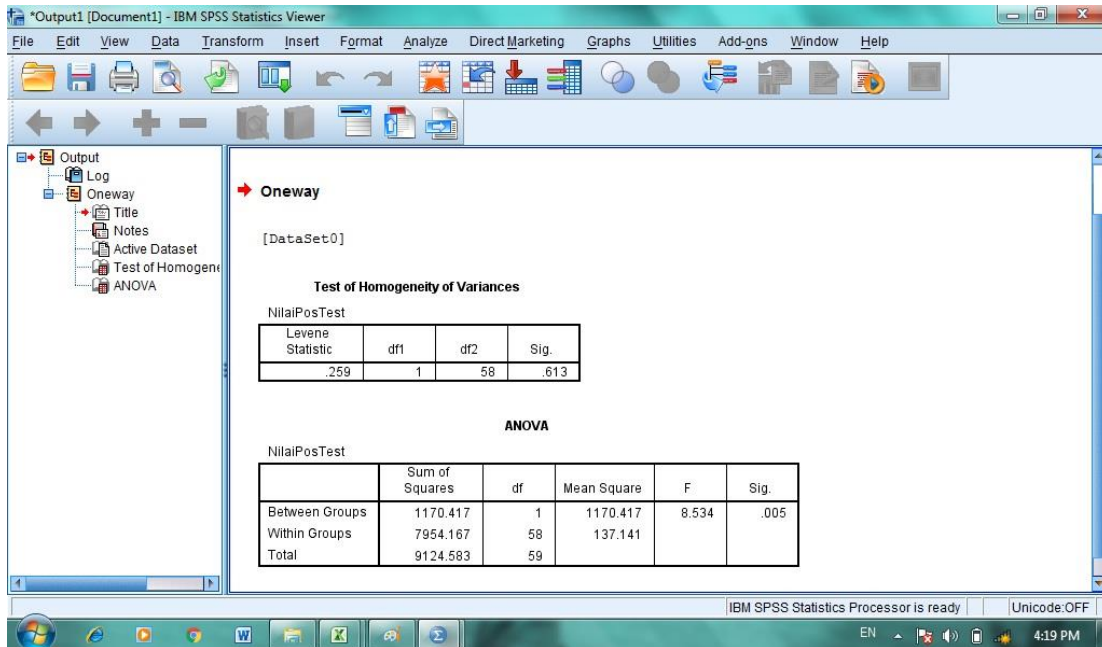 *Output1 [Document1] - IBM SPSS Statistics Viewer
File Edit View Data Transform Insert Format Analyze Direct Marketing Graphs Utilities Add-ons Window Help
Output
Log
Oneway
Title
Notes
Active Dataset
Test of Homogene
ANOVA
Oneway
[DataSet0]
Test of Homogeneity of Variances
NilaiPosTest
Levene Statistic df1 df2 Sig.
.259 1 58 .613
ANOVA
NilaiPosTest
Sum of Squares df Mean Square F Sig.
Between Groups 1170.417 1 1170.417 8.534 .005
Within Groups 7954.167 58 137.141
Total 9124.583 59
IBM SPSS Statistics Processor is ready Unicode:OFF
EN 4:19 PM